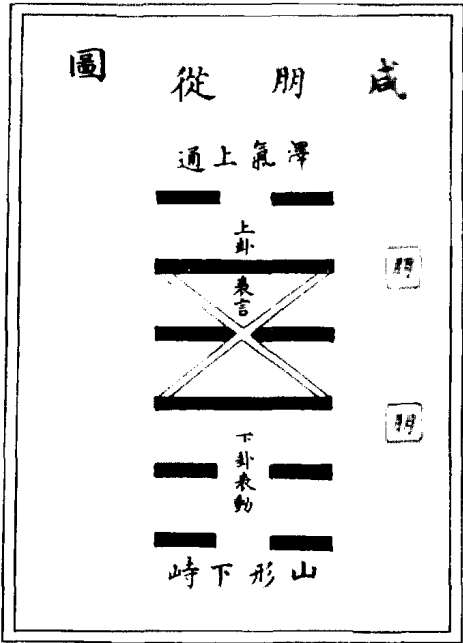 咸朋從圖
澤氣上通
上卦表言
朋
朋
下卦表動
山形下峙